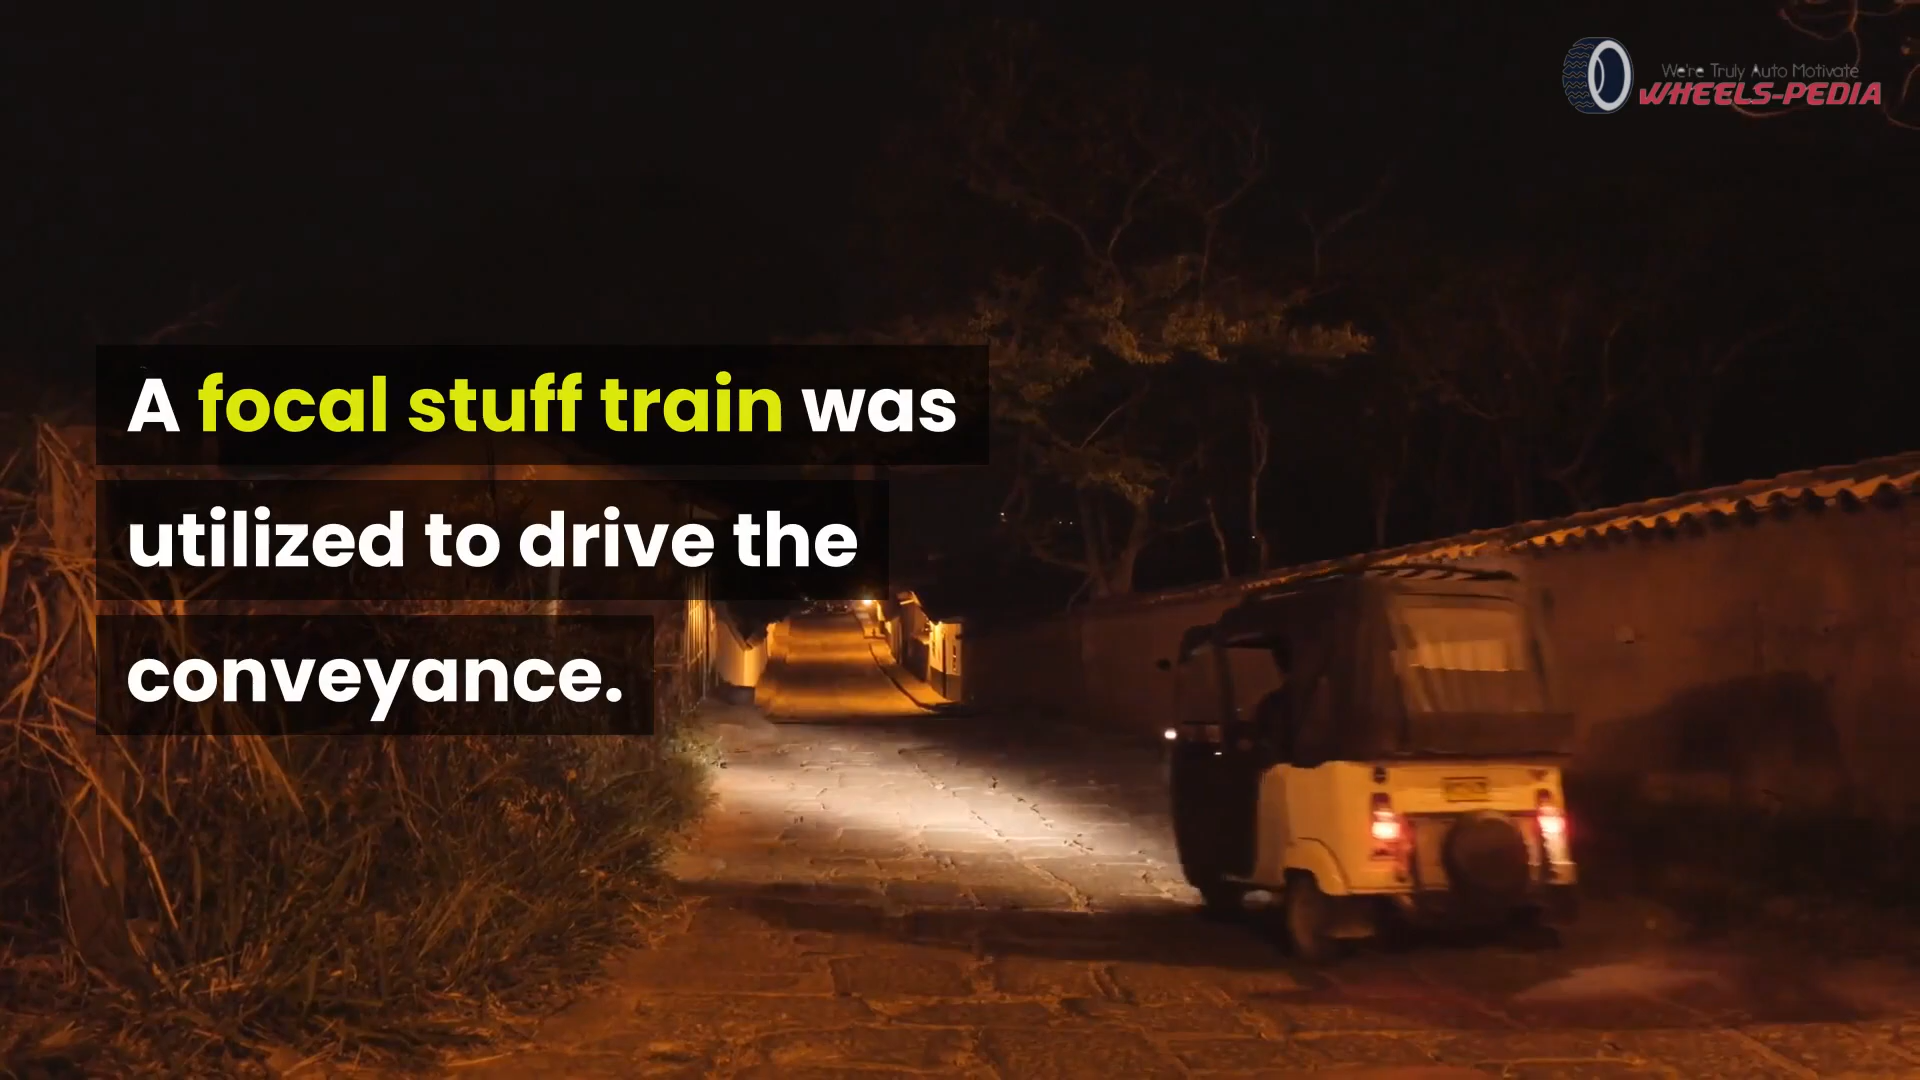 We're Truly Auto Motivate
WHEELS-PEDIA
A focal stuff train was
utilized to drive the
conveyance.